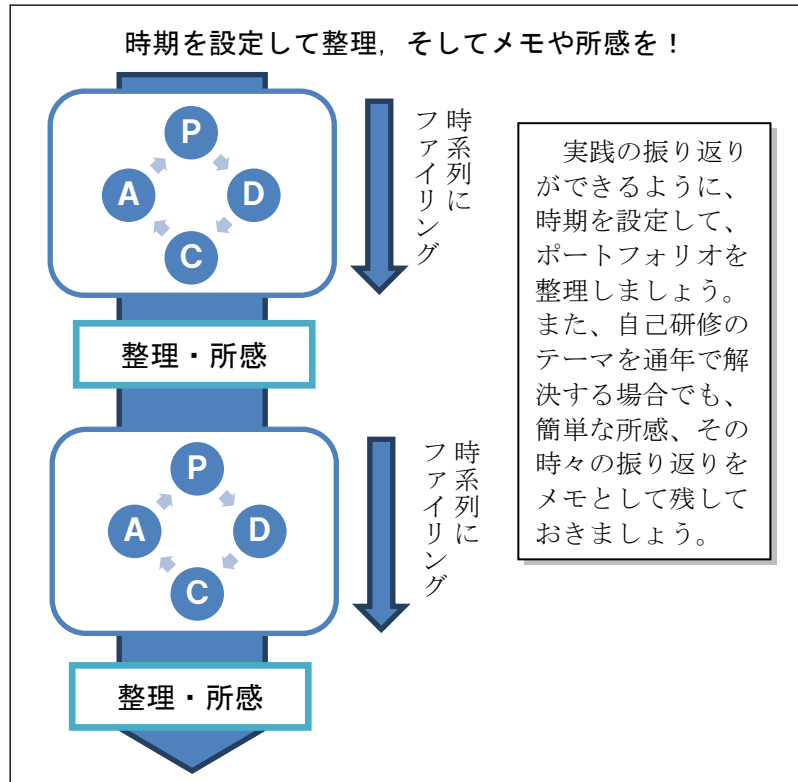 時期を設定して整理，そしてメモや所感を！
P
D
C
A
時系列に
ファイリング
整理・所感
P
D
C
A
時系列に
ファイリング
整理・所感
実践の振り返り
ができるように、
時期を設定して、
ポートフォリオを
整理しましょう。
また、自己研修の
テーマを通年で解
決する場合でも、
簡単な所感、その
時々の振り返りを
メモとして残して
おきましょう。